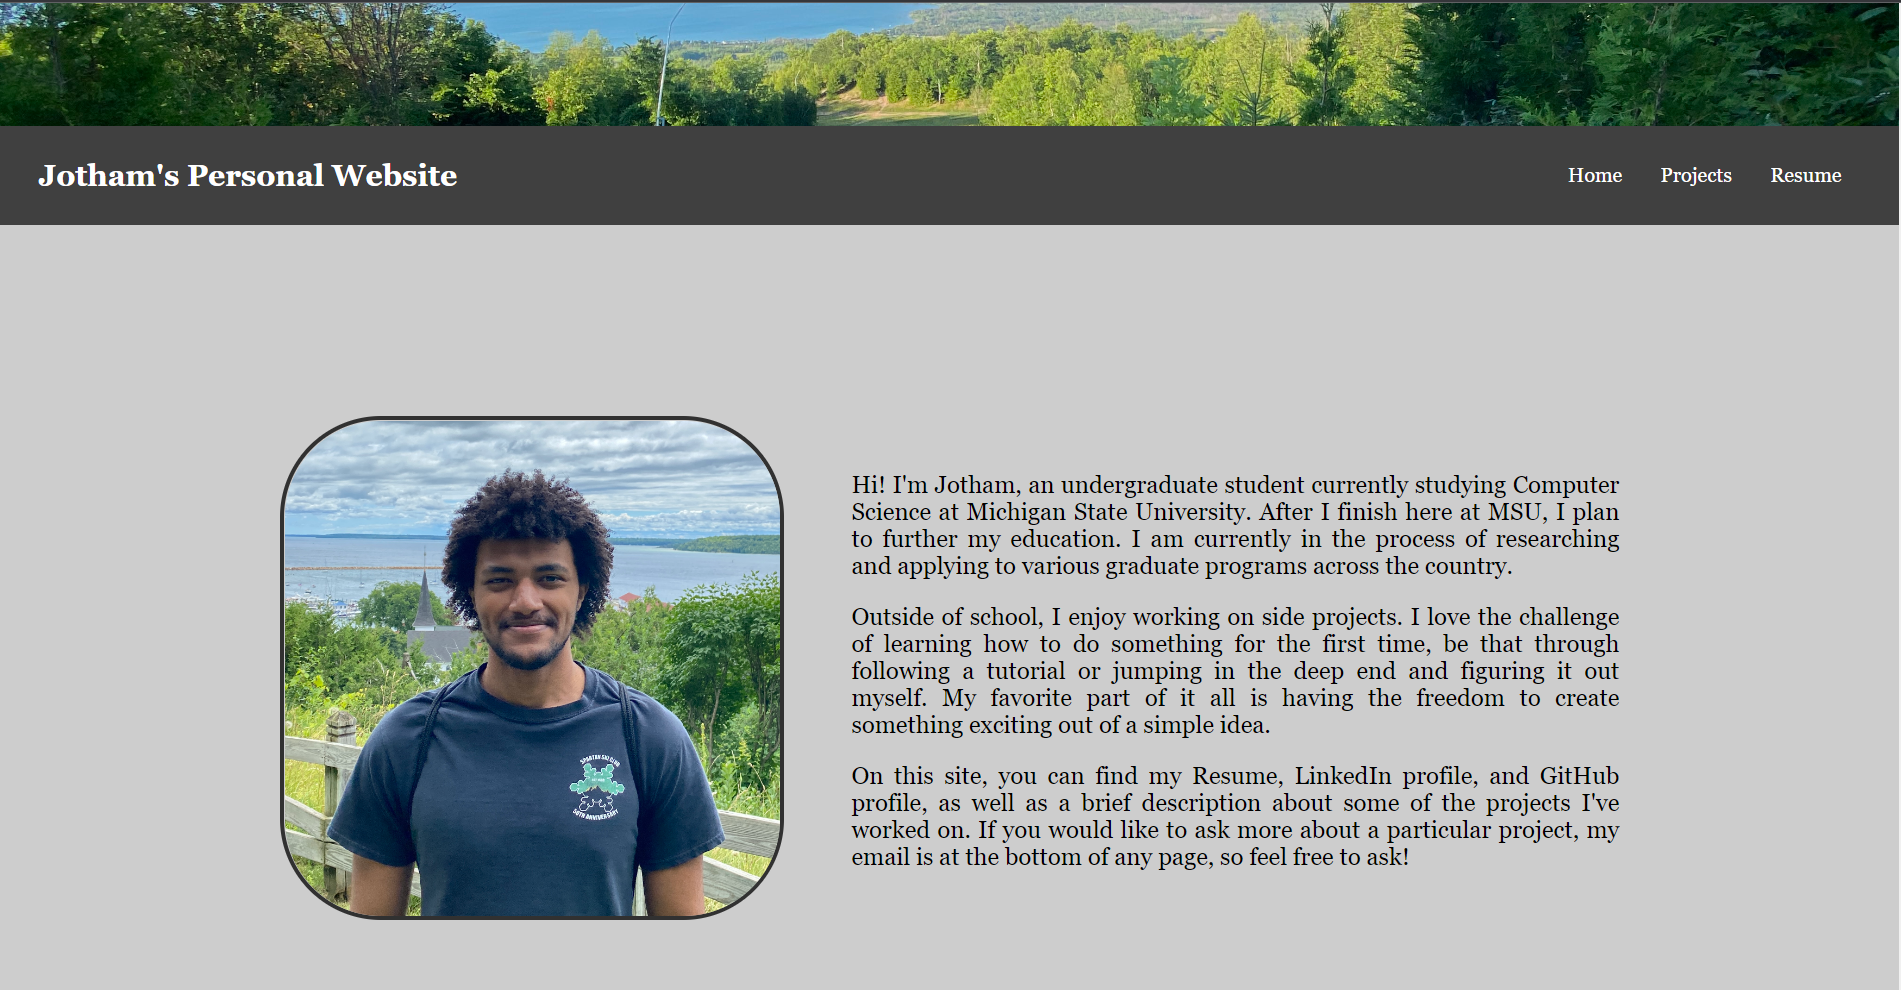 Jotham's Personal Website
Home
Projects
Resume
Hi! I'm Jotham, an undergraduate student currently studying Computer
Science at Michigan State University. After I finish here at MSU, I plan
to further my education. I am currently in the process of researching
and applying to various graduate programs across the country.
Outside of school, I enjoy working on side projects. I love the challenge
of learning how to do something for the first time, be that through
following a tutorial or jumping in the deep end and figuring it out
myself. My favorite part of it all is having the freedom to create
something exciting out of a simple idea.
On this site, you can find my Resume, LinkedIn profile, and GitHub
profile, as well as a brief description about some of the projects I've
worked on. If you would like to ask more about a particular project, my
email is at the bottom of any page, so feel free to ask!
SPARTAN SKI CLUB
50TH ANNIVERSARY